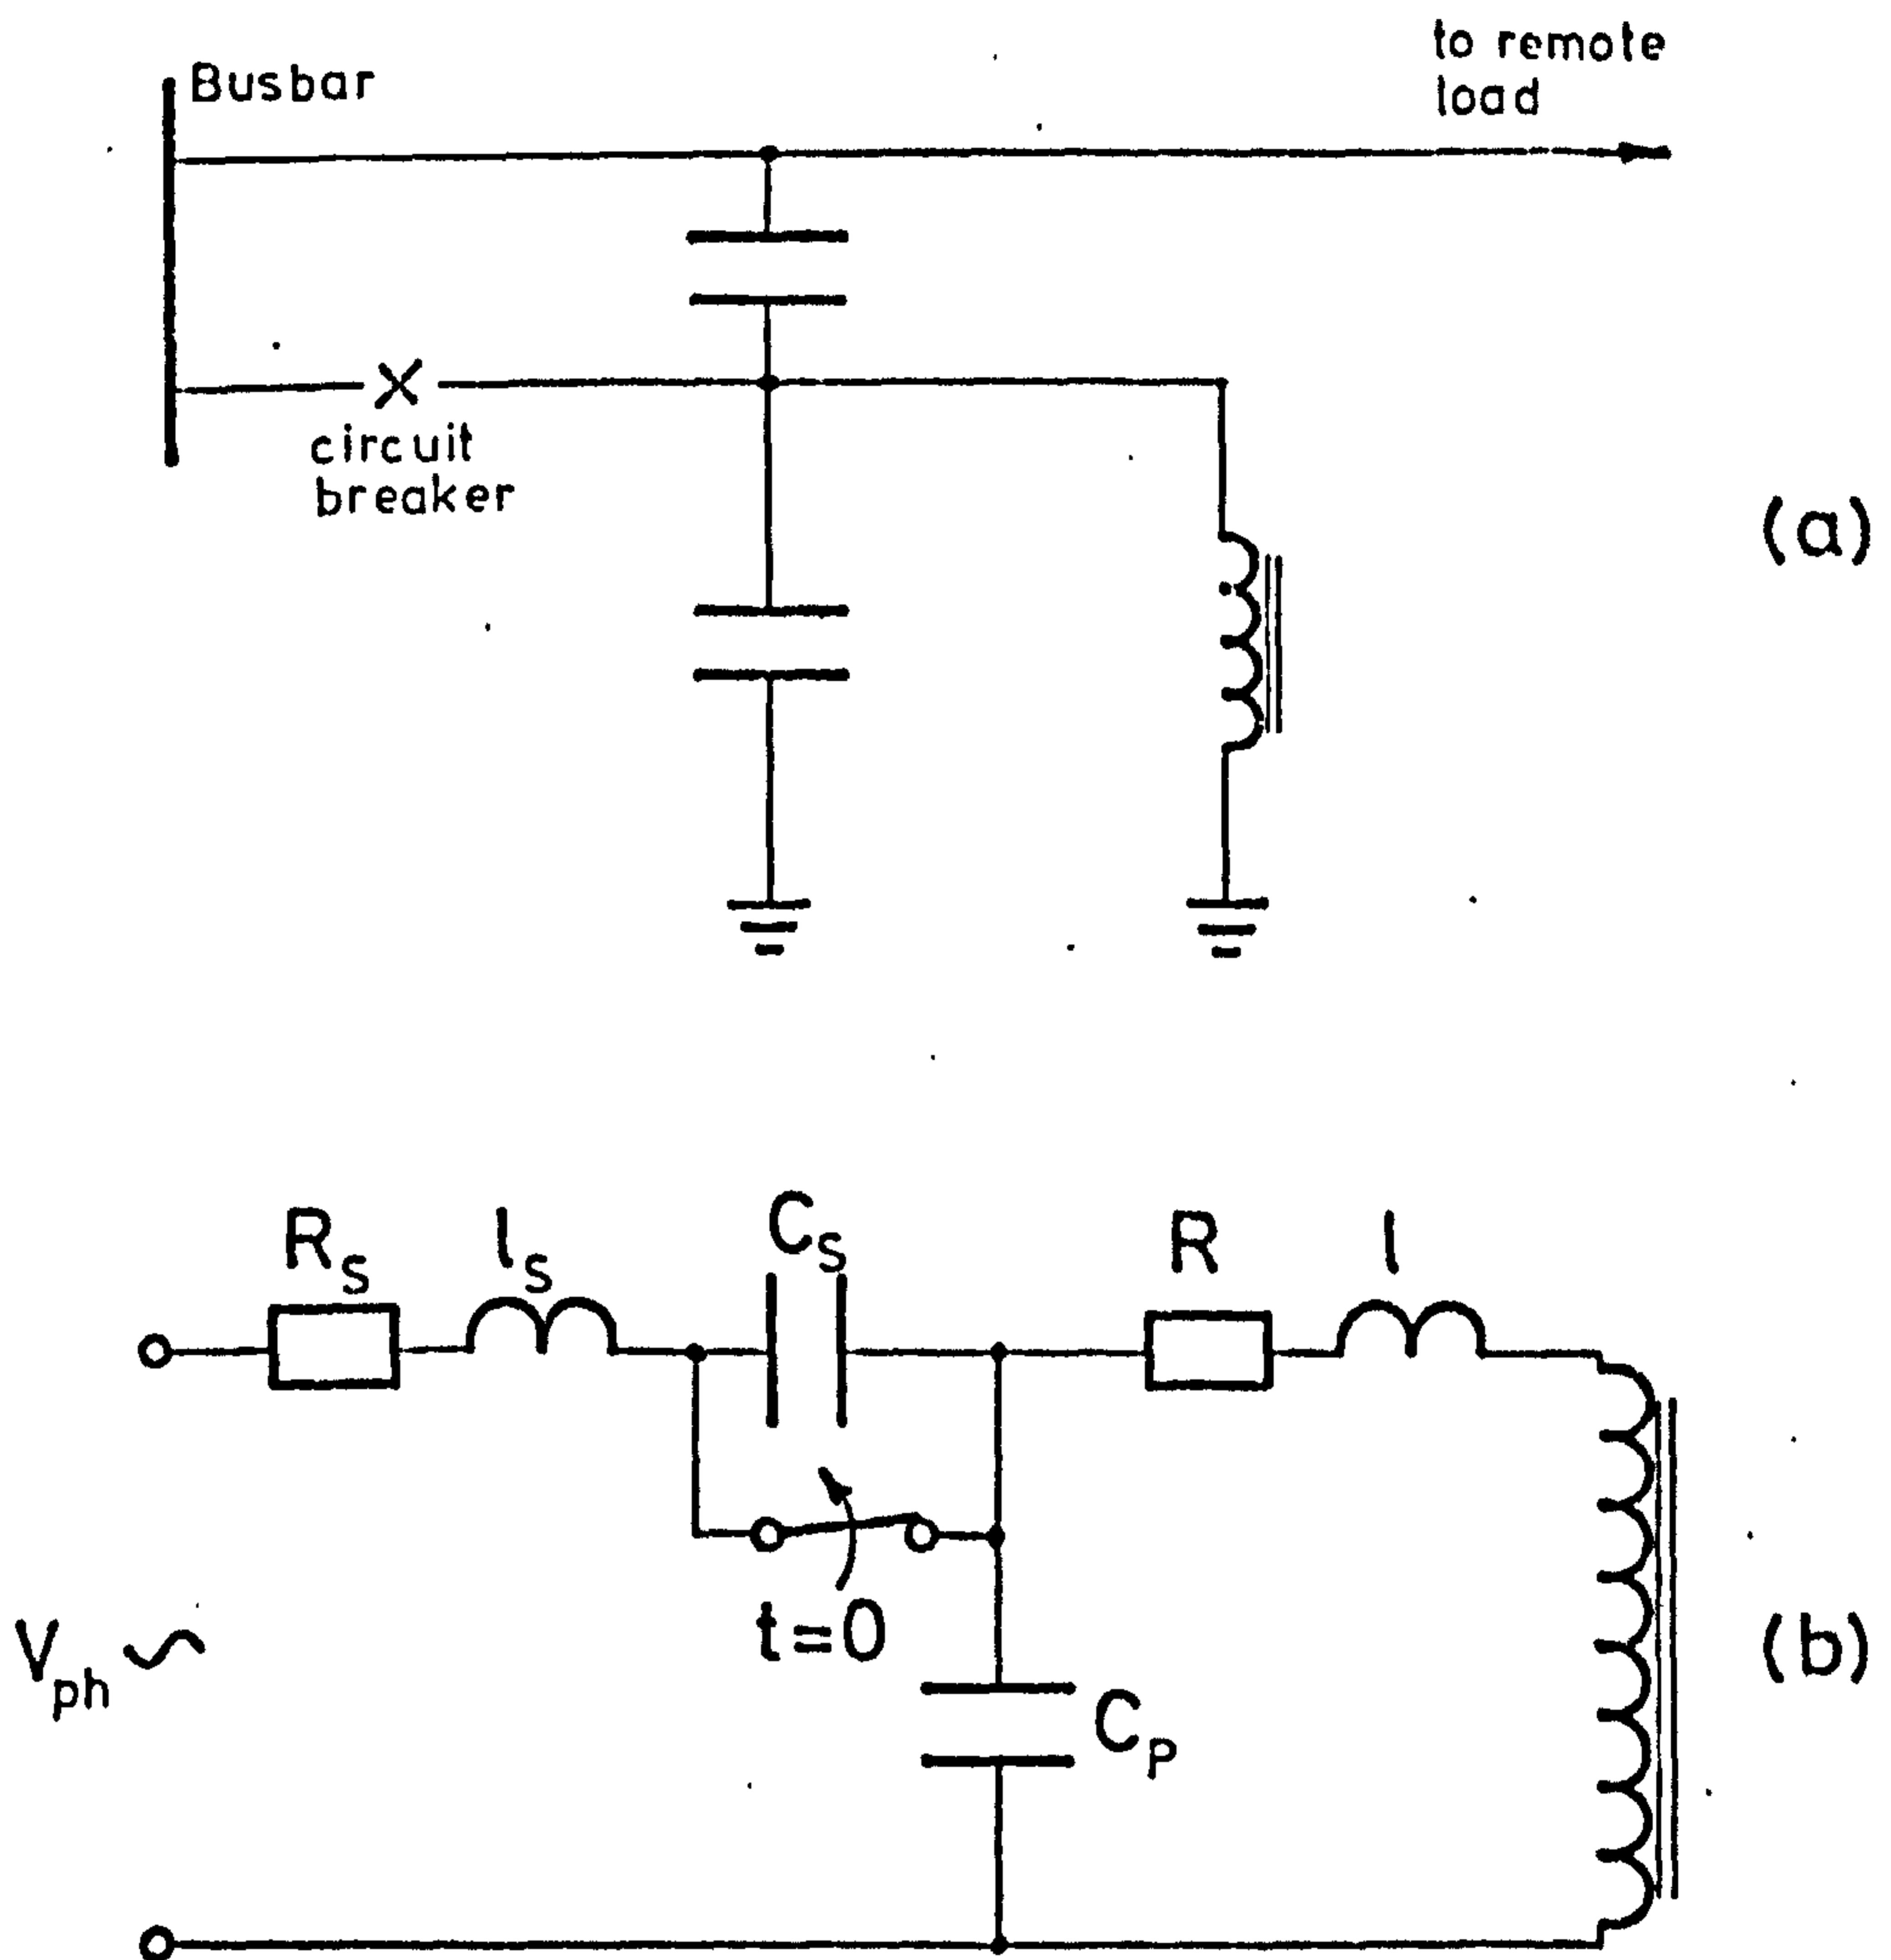 to remote
load
Busbar
circuit
breaker
(a)
R_s
l_s
C_s
R
l
t=0
V_ph
C_p
(b)